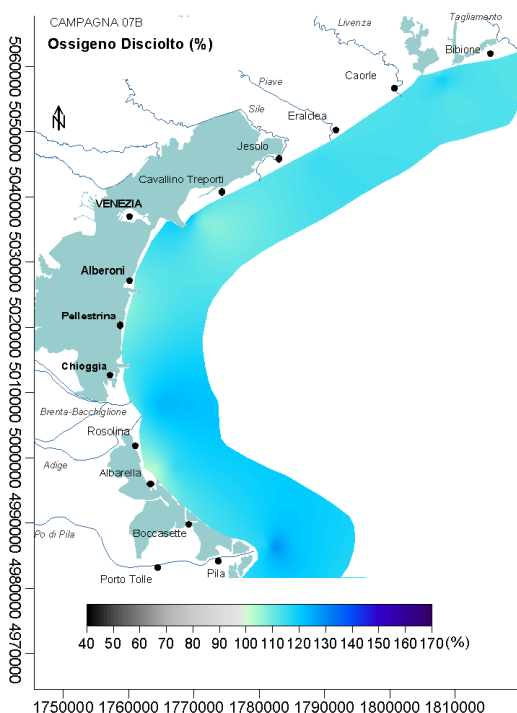 CAMPAGNA 07B
Ossigeno Disciolto (%)
Livenza
Tagliamento
Bibione
Caorle
Piave
Eraclea
Sile
Jesolo
Cavallino Treporti
VENEZIA
Alberoni
Pellestrina
Chioggia
Brenta-Bacchiglione
Rosolina
Adige
Albarella
Po di Pila
Boccasette
Porto Tolle
Pila
N
5060000
5050000
5040000
5030000
5020000
5010000
5000000
4990000
4980000
4970000
40 50 60 70 80 90 100 110 120 130 140 150 160 170 (%)
1750000 1760000 1770000 1780000 1790000 1800000 1810000